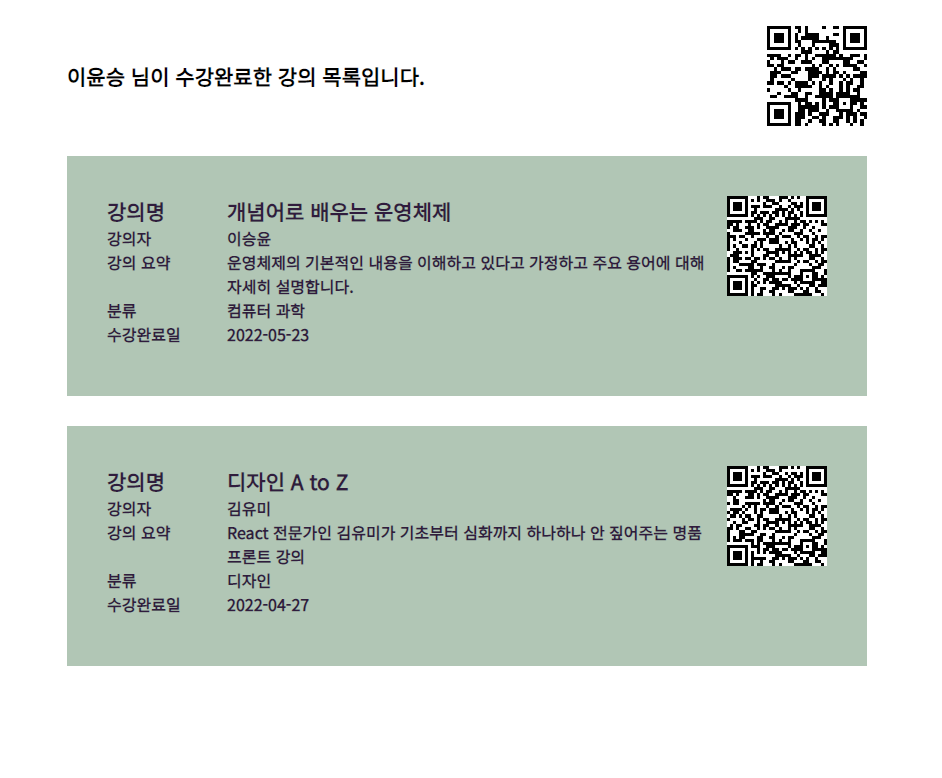 이윤승 님이 수강완료한 강의 목록입니다.
강의명 개념어로 배우는 운영체제
강의자 이승윤
강의 요약 운영체제의 기본적인 내용을 이해하고 있다고 가정하고 주요 용어에 대해
자세히 설명합니다.
분류 컴퓨터 과학
수강완료일 2022-05-23
강의명 디자인 A to Z
강의자 김유미
강의 요약 React 전문가인 김유미가 기초부터 심화까지 하나하나 안 짚어주는 명품
프론트 강의
분류 디자인
수강완료일 2022-04-27